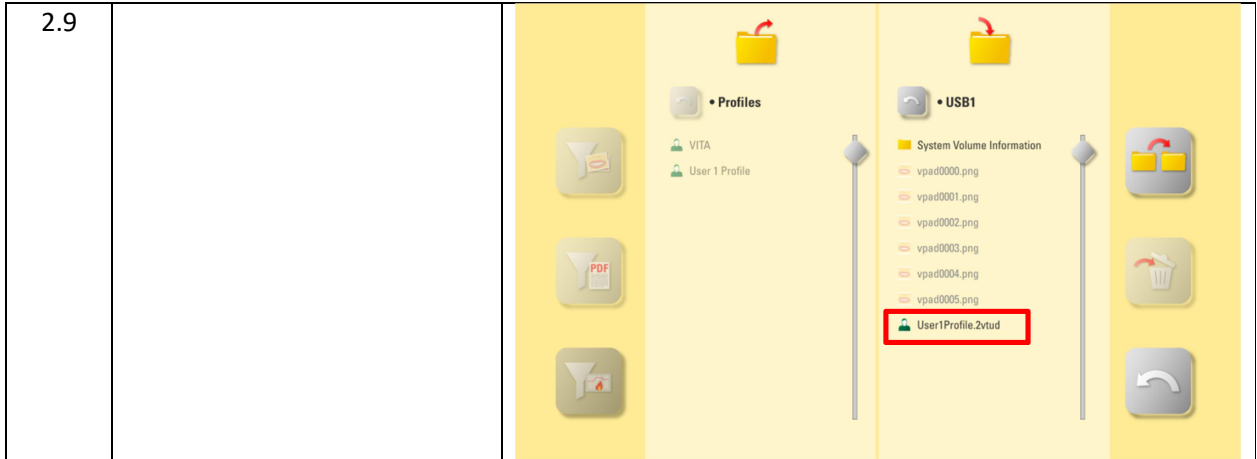 2.9
• Profiles
VITA
User 1 Profile
• USB1
System Volume Information
vpad0000.png
vpad0001.png
vpad0002.png
vpad0003.png
vpad0004.png
vpad0005.png
User1Profile.2vtud
PDF